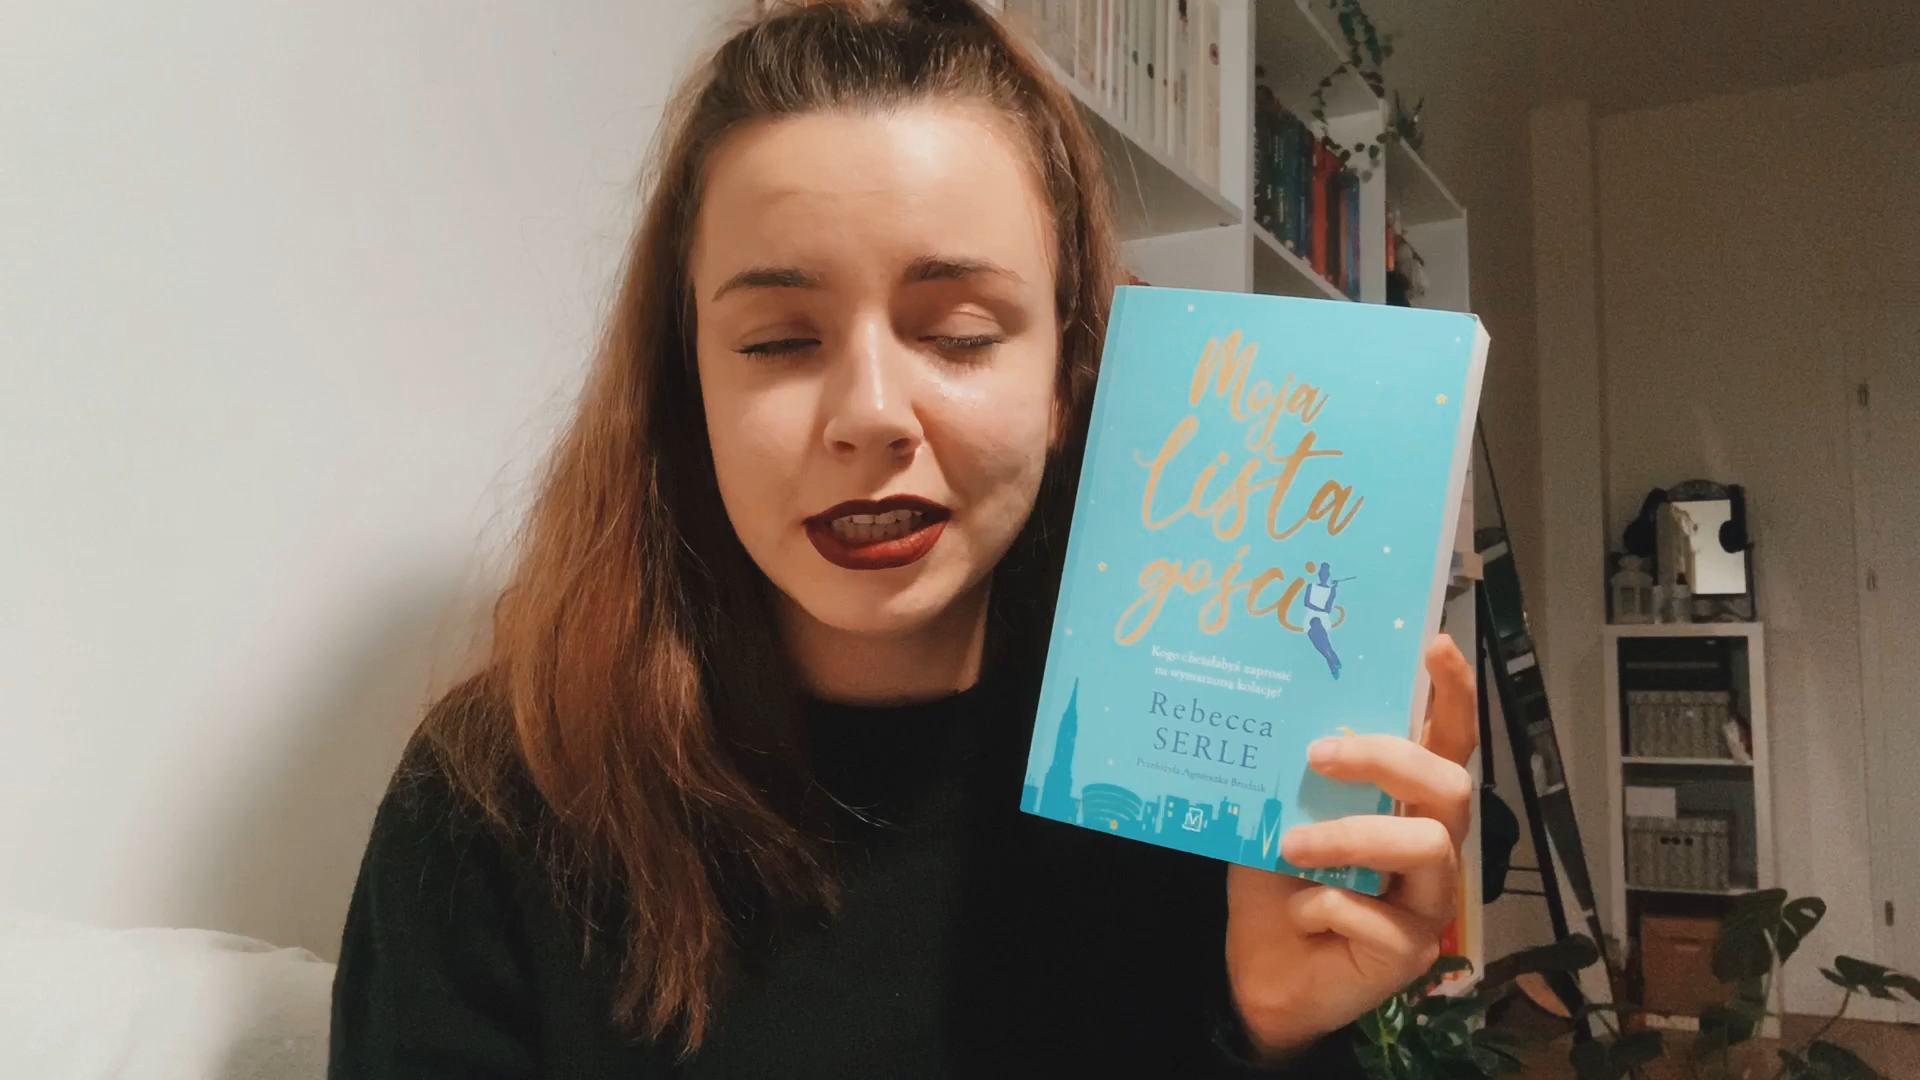 Moja
lista
gości
Kogo chciałabyś zaprosić
na wymarzoną kolację?
Rebecca
SERLE
Przełożyła Agnieszka Brodzik